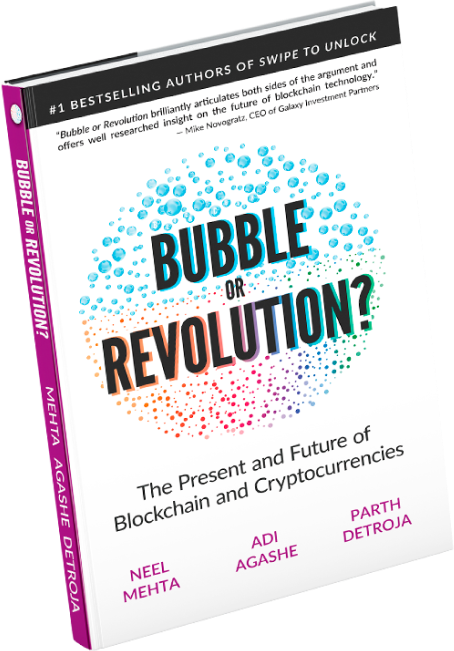 #1 BESTSELLING AUTHORS OF SWIPE TO UNLOCK
"Bubble or Revolution brilliantly articulates both sides of the argument and
offers well researched insight on the future of blockchain technology."
— Mike Novogratz, CEO of Galaxy Investment Partners
BUBBLE
OR
REVOLUTION?
The Present and Future of
Blockchain and Cryptocurrencies
NEEL
MEHTA
ADI
AGASHE
PARTH
DETROJA
BUBBLE OR REVOLUTION?
MEHTA AGASHE DETROJA